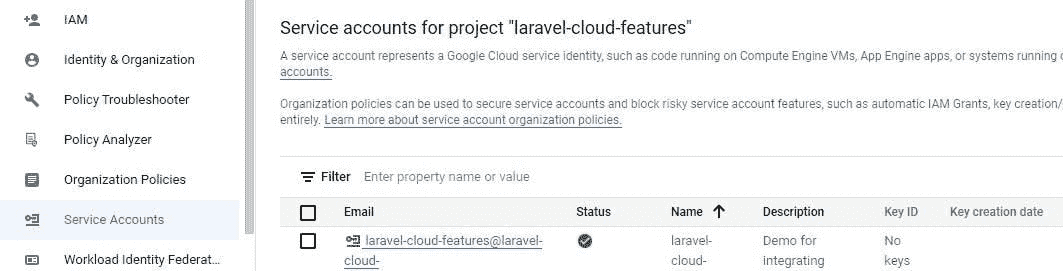 IAM
Identity & Organization
Policy Troubleshooter
Policy Analyzer
Organization Policies
Service Accounts
Workload Identity Federat...
Service accounts for project "laravel-cloud-features"
A service account represents a Google Cloud service identity, such as code running on Compute Engine VMs, App Engine apps, or systems running
accounts.
Organization policies can be used to secure service accounts and block risky service account features, such as automatic IAM Grants, key creation/
entirely. Learn more about service account organization policies.
Filter Enter property name or value
Email Status Name Description Key ID Key creation date
laravel-cloud-features@laravel- laravel- Demo for No
cloud- cloud- integrating keys